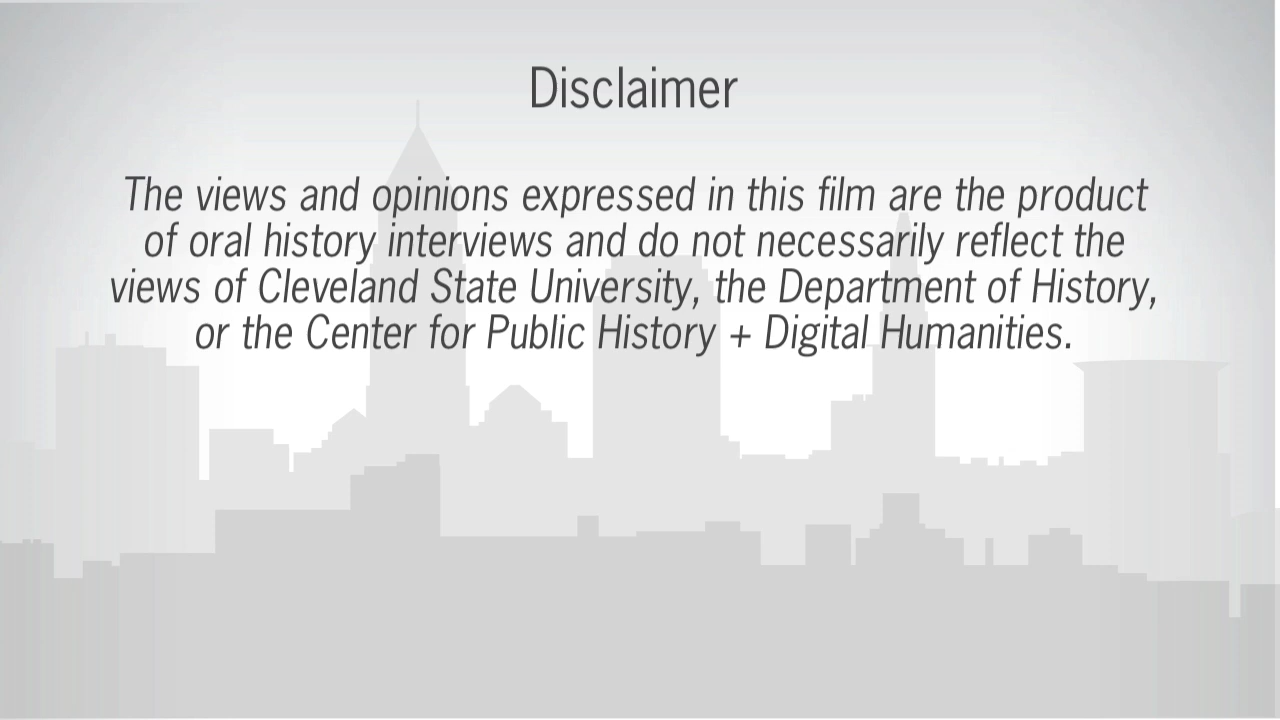 Disclaimer
The views and opinions expressed in this film are the product
of oral history interviews and do not necessarily reflect the
views of Cleveland State University, the Department of History,
or the Center for Public History + Digital Humanities.